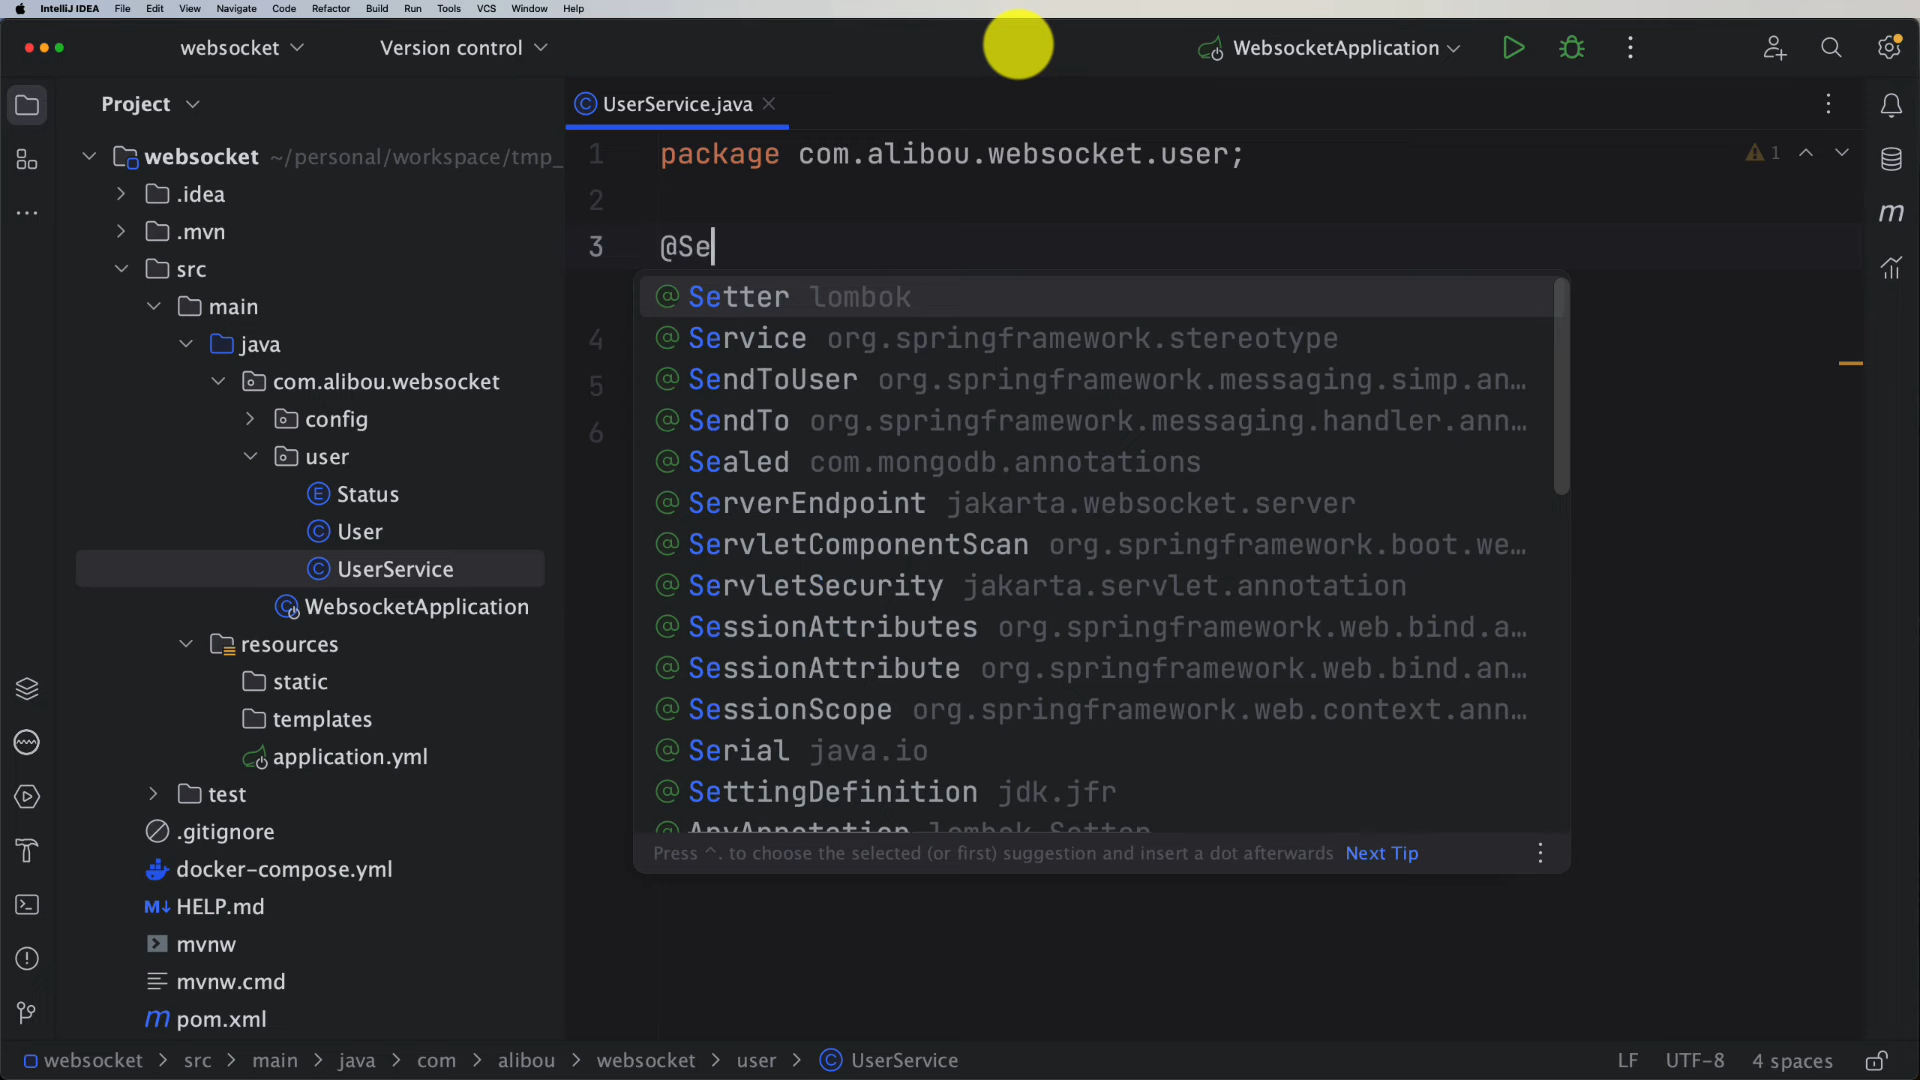 IntelliJ IDEA File Edit View Navigate Code Refactor Build Run Tools VCS Window Help
websocket Version control WebsocketApplication
Project
UserService.java
websocket ~/personal/workspace/tmp_
.idea
.mvn
src
main
java
com.alibou.websocket
config
user
Status
User
UserService
WebsocketApplication
resources
static
templates
application.yml
test
.gitignore
docker-compose.yml
HELP.md
mvnw
mvnw.cmd
pom.xml
1 package com.alibou.websocket.user;
1
2
3 @Se
4
5
6
@ Setter lombok
@ Service org.springframework.stereotype
@ SendToUser org.springframework.messaging.simp.an…
@ SendTo org.springframework.messaging.handler.ann…
@ Sealed com.mongodb.annotations
@ ServerEndpoint jakarta.websocket.server
@ ServletComponentScan org.springframework.boot.we…
@ ServletSecurity jakarta.servlet.annotation
@ SessionAttributes org.springframework.web.bind.a…
@ SessionAttribute org.springframework.web.bind.an…
@ SessionScope org.springframework.web.context.ann…
@ Serial java.io
@ SettingDefinition jdk.jfr
@ AnyAnnotation lombok.Setter
Press ^. to choose the selected (or first) suggestion and insert a dot afterwards Next Tip
websocket > src > main > java > com > alibou > websocket > user > UserService
LF UTF-8 4 spaces